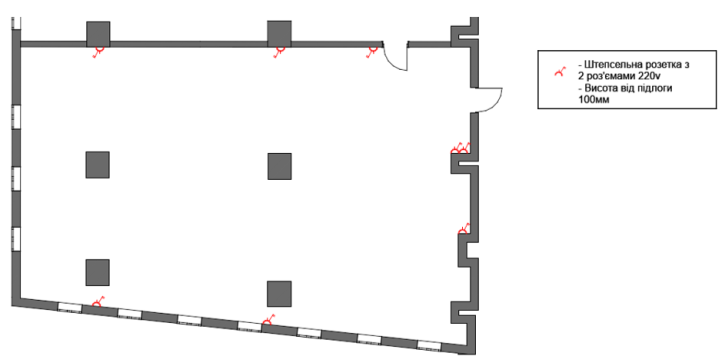 - Штепсельна розетка з
2 роз'ємами 220v
- Висота від підлоги
100мм